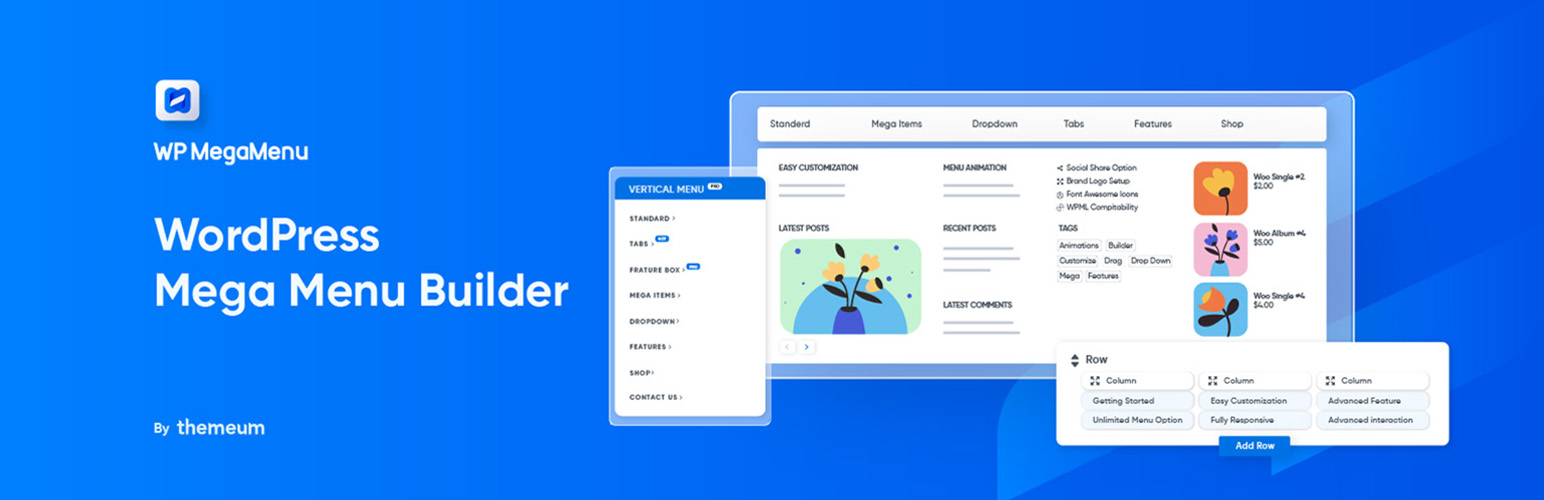 WP MegaMenu
WordPress
Mega Menu Builder
By themeum
VERTICAL MENU PRO
STANDARD
TABS
FRATURE BOX PRO
MEGA ITEMS
DROPDOWN
FEATURES
SHOP
CONTACT US
Standerd Mega Items Dropdown Tabs Features Shop
EASY CUSTOMIZATION
LATEST POSTS
MENU ANIMATION
RECENT POSTS
LATEST COMMENTS
Social Share Option
Brand Logo Setup
Font Awesome Icons
WPML Compitability
TAGS
Animations Builder
Customize Drag Drop Down
Mega Features
Woo Single #2
$2.00
Woo Album #4
$5.00
Woo Single #4
$4.00
Row
Column Column Column
Getting Started Easy Customization Advanced Feature
Unlimited Menu Option Fully Responsive Advanced interaction
Add Row